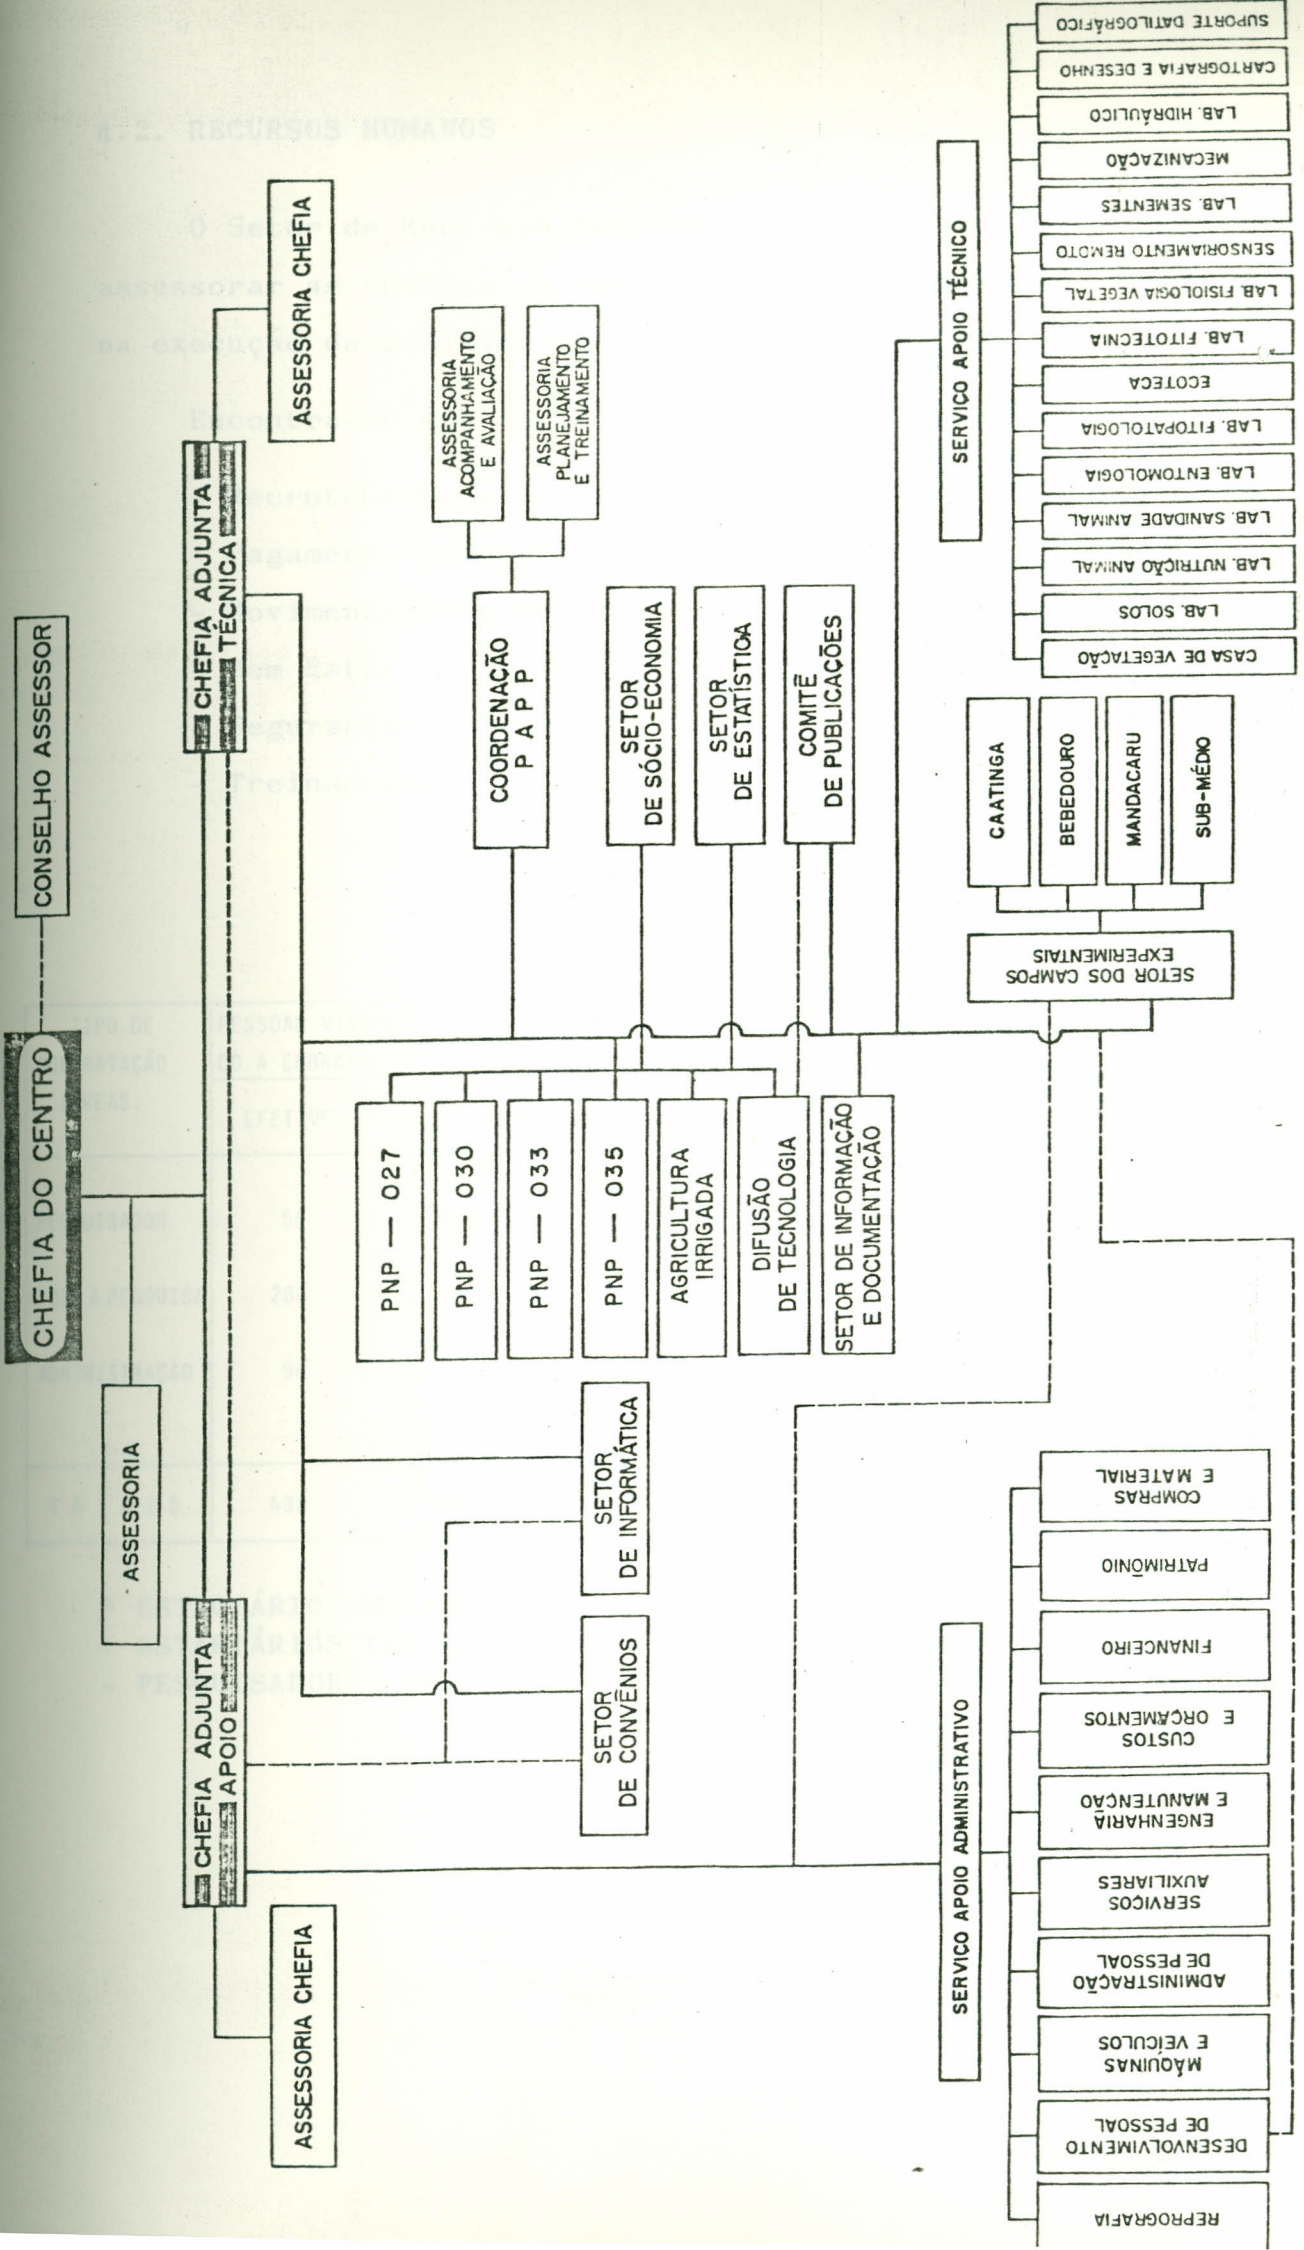 CHEFIA DO CENTRO
CONSELHO ASSESSOR
ASSESSORIA
CHEFIA ADJUNTA
APOIO
CHEFIA ADJUNTA
TÉCNICA
ASSESSORIA CHEFIA
ASSESSORIA CHEFIA
ASSESSORIA
ACOMPANHAMENTO
E AVALIAÇÃO
ASSESSORIA
PLANEJAMENTO
E TREINAMENTO
COORDENAÇÃO
P A P P
SETOR
DE SÓCIO-ECONOMIA
SETOR
DE ESTATÍSTICA
COMITÊ
DE PUBLICAÇÕES
PNP — 027
PNP — 030
PNP — 033
PNP — 035
AGRICULTURA
IRRIGADA
DIFUSÃO
DE TECNOLOGIA
SETOR DE INFORMAÇÃO
E DOCUMENTAÇÃO
SETOR
DE CONVÊNIOS
SETOR
DE INFORMÁTICA
SERVIÇO APOIO ADMINISTRATIVO
REPROGRAFIA
DESENVOLVIMENTO
DE PESSOAL
MÁQUINAS
E VEÍCULOS
ADMINISTRAÇÃO
DE PESSOAL
SERVIÇOS
AUXILIARES
ENGENHARIA
E MANUTENÇÃO
CUSTOS
E ORÇAMENTOS
FINANCEIRO
PATRIMÔNIO
COMPRAS
E MATERIAL
SETOR DOS CAMPOS
EXPERIMENTAIS
CAATINGA
BEBEDOURO
MANDACARU
SUB-MÉDIO
SERVIÇO APOIO TÉCNICO
CASA DE VEGETAÇÃO
LAB. SOLOS
LAB. NUTRIÇÃO ANIMAL
LAB. SANIDADE ANIMAL
LAB. ENTOMOLOGIA
LAB. FITOPATOLOGIA
ECOTECA
LAB. FITOTECNIA
LAB. FISIOLOGIA VEGETAL
SENSORIAMENTO REMOTO
LAB. SEMENTES
MECANIZAÇÃO
LAB. HIDRÁULICO
CARTOGRAFIA E DESENHO
SUPORTE DATILOGRÁFICO
4.2. RECURSOS HUMANOS